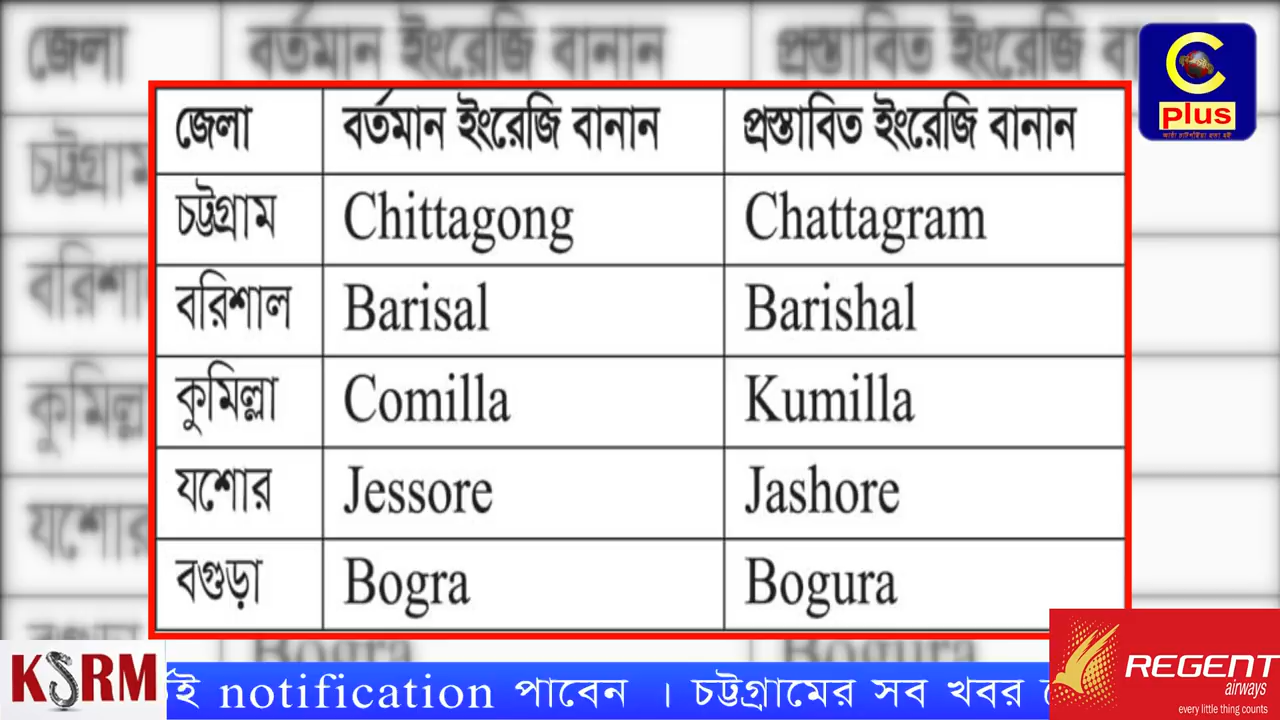 জেলা বর্তমান ইংরেজি বানান প্রস্তাবিত ইংরেজি বানান
চট্টগ্রাম Chittagong Chattagram
বরিশাল Barisal Barishal
কুমিল্লা Comilla Kumilla
যশোর Jessore Jashore
বগুড়া Bogra Bogura
C plus
KSRM
notification পাবেন । চট্টগ্রামের সব খবর
REGENT
airways
every little thing counts